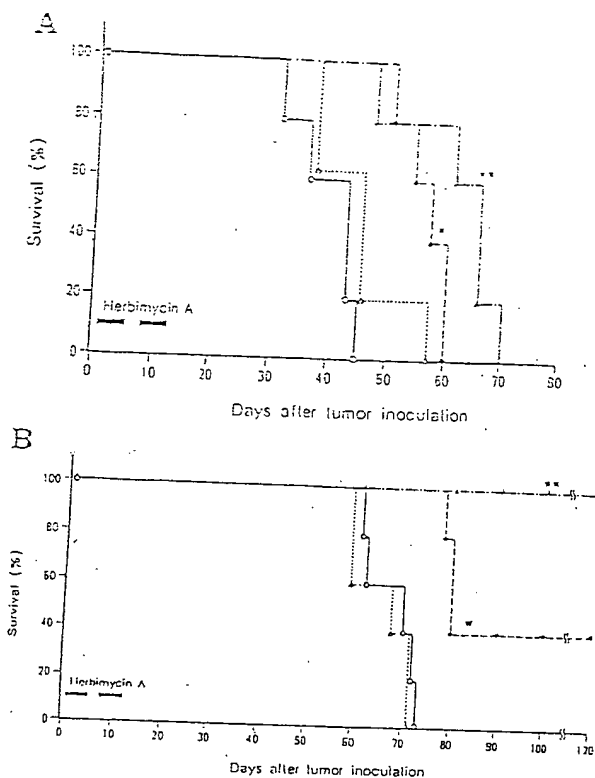 A
100
80
60
40
20
0
Survival (%)
Herbimycin A
**
*
0 10 20 30 40 50 60 70 80
Days after tumor inoculation
B
100
80
60
40
20
0
Survival (%)
Herbimycin A
**
*
0 10 20 30 40 50 60 70 80 90 100 120
Days after tumor inoculation